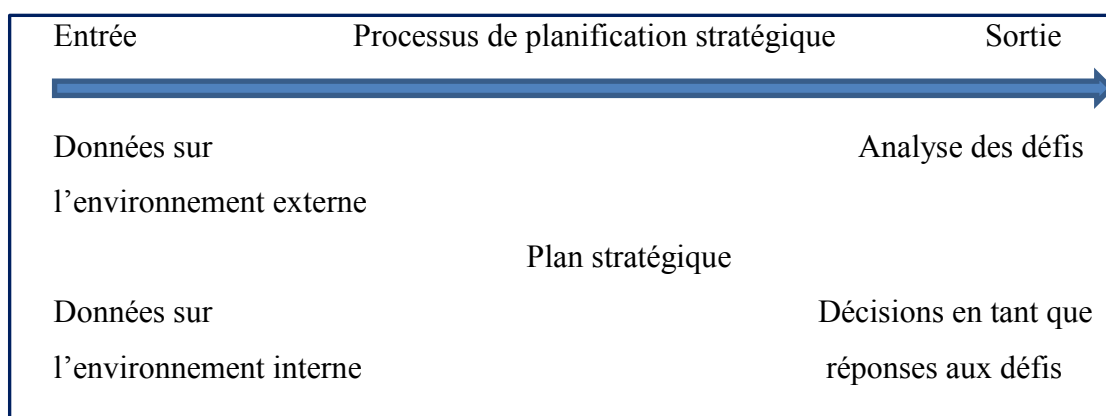 Entrée Processus de planification stratégique Sortie
Données sur Analyse des défis
l’environnement externe
Plan stratégique
Données sur Décisions en tant que
l’environnement interne réponses aux défis